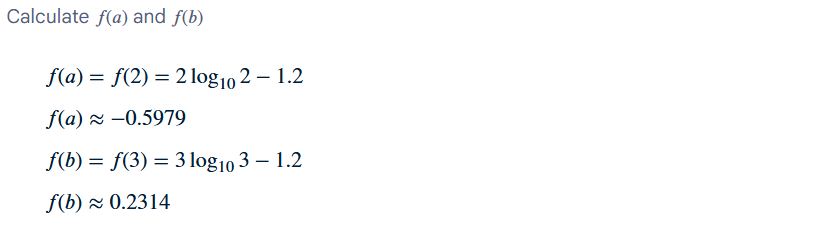 Calculate f(a) and f(b)
f(a) = f(2) = 2 log₁₀ 2 − 1.2
f(a) ≈ −0.5979
f(b) = f(3) = 3 log₁₀ 3 − 1.2
f(b) ≈ 0.2314